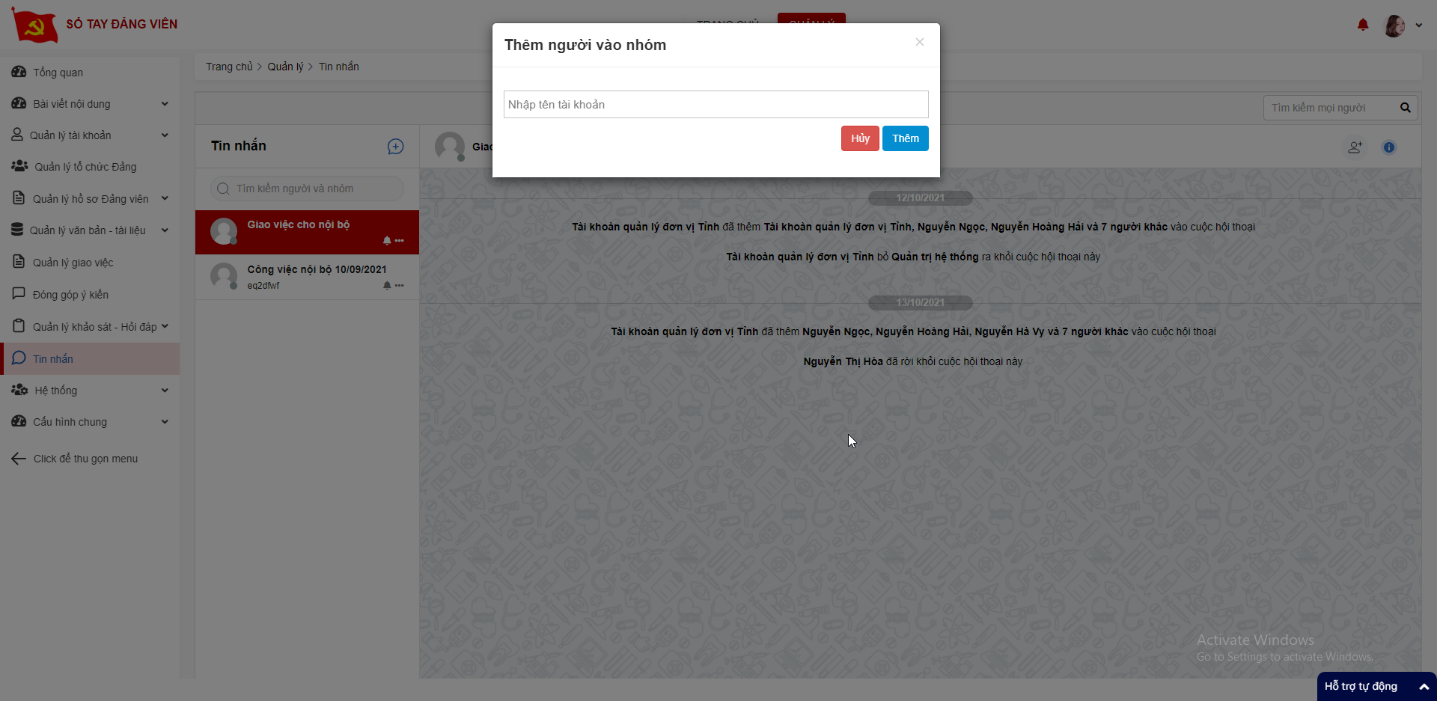 SỔ TAY ĐẢNG VIÊN
TRANG CHỦ
QUẢN LÝ
Thêm người vào nhóm
×
Nhập tên tài khoản
Hủy
Thêm
Tổng quan
Bài viết nội dung
Quản lý tài khoản
Quản lý tổ chức Đảng
Quản lý hồ sơ Đảng viên
Quản lý văn bản - tài liệu
Quản lý giao việc
Đóng góp ý kiến
Quản lý khảo sát - Hỏi đáp
Tin nhắn
Hệ thống
Cấu hình chung
Click để thu gọn menu
Trang chủ > Quản lý > Tin nhắn
Tìm kiếm mọi người
Tin nhắn
Tìm kiếm người và nhóm
Giao việc cho nội bộ
Công việc nội bộ 10/09/2021
eq2dfwf
Giao
12/10/2021
Tài khoản quản lý đơn vị Tỉnh đã thêm Tài khoản quản lý đơn vị Tỉnh, Nguyễn Ngọc, Nguyễn Hoàng Hải và 7 người khác vào cuộc hội thoại
Tài khoản quản lý đơn vị Tỉnh bỏ Quản trị hệ thống ra khỏi cuộc hội thoại này
13/10/2021
Tài khoản quản lý đơn vị Tỉnh đã thêm Nguyễn Ngọc, Nguyễn Hoàng Hải, Nguyễn Hà Vy và 7 người khác vào cuộc hội thoại
Nguyễn Thị Hòa đã rời khỏi cuộc hội thoại này
Activate Windows
Go to Settings to activate Windows.
Hỗ trợ tự động